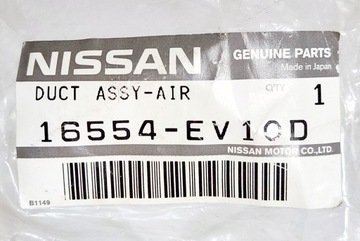 NISSAN GENUINE PARTS
Made in Japan
DUCT ASSY-AIR QTY 1
16554-EV10D
NISSAN MOTOR CO.,LTD.
B1149